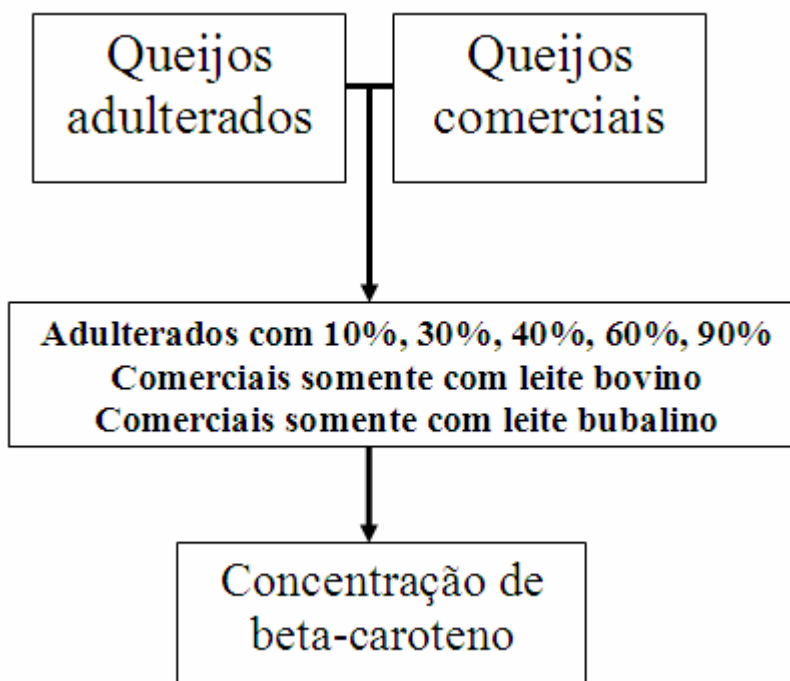 Queijos
adulterados
Queijos
comerciais
Adulterados com 10%, 30%, 40%, 60%, 90%
Comerciais somente com leite bovino
Comerciais somente com leite bubalino
Concentração de
beta-caroteno